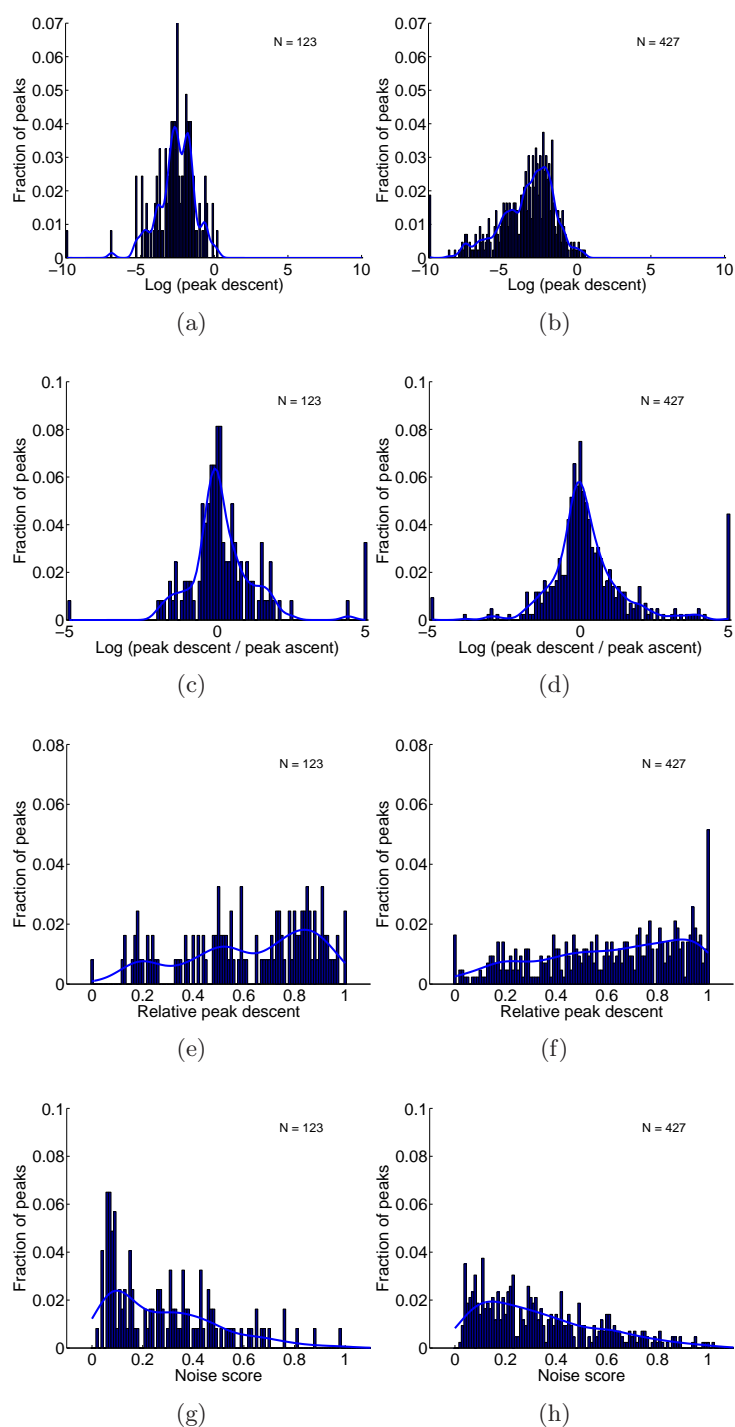 0.07
0.06
0.05
0.04
0.03
0.02
0.01
0
Fraction of peaks
N = 123
−10 −5 0 5 10
Log (peak descent)
(a)
0.07
0.06
0.05
0.04
0.03
0.02
0.01
0
Fraction of peaks
N = 427
−10 −5 0 5 10
Log (peak descent)
(b)
0.1
0.08
0.06
0.04
0.02
0
Fraction of peaks
N = 123
−5 0 5
Log (peak descent / peak ascent)
(c)
0.1
0.08
0.06
0.04
0.02
0
Fraction of peaks
N = 427
−5 0 5
Log (peak descent / peak ascent)
(d)
0.08
0.06
0.04
0.02
0
Fraction of peaks
N = 123
0 0.2 0.4 0.6 0.8 1
Relative peak descent
(e)
0.08
0.06
0.04
0.02
0
Fraction of peaks
N = 427
0 0.2 0.4 0.6 0.8 1
Relative peak descent
(f)
0.1
0.08
0.06
0.04
0.02
0
Fraction of peaks
N = 123
0 0.2 0.4 0.6 0.8 1
Noise score
(g)
0.1
0.08
0.06
0.04
0.02
0
Fraction of peaks
N = 427
0 0.2 0.4 0.6 0.8 1
Noise score
(h)